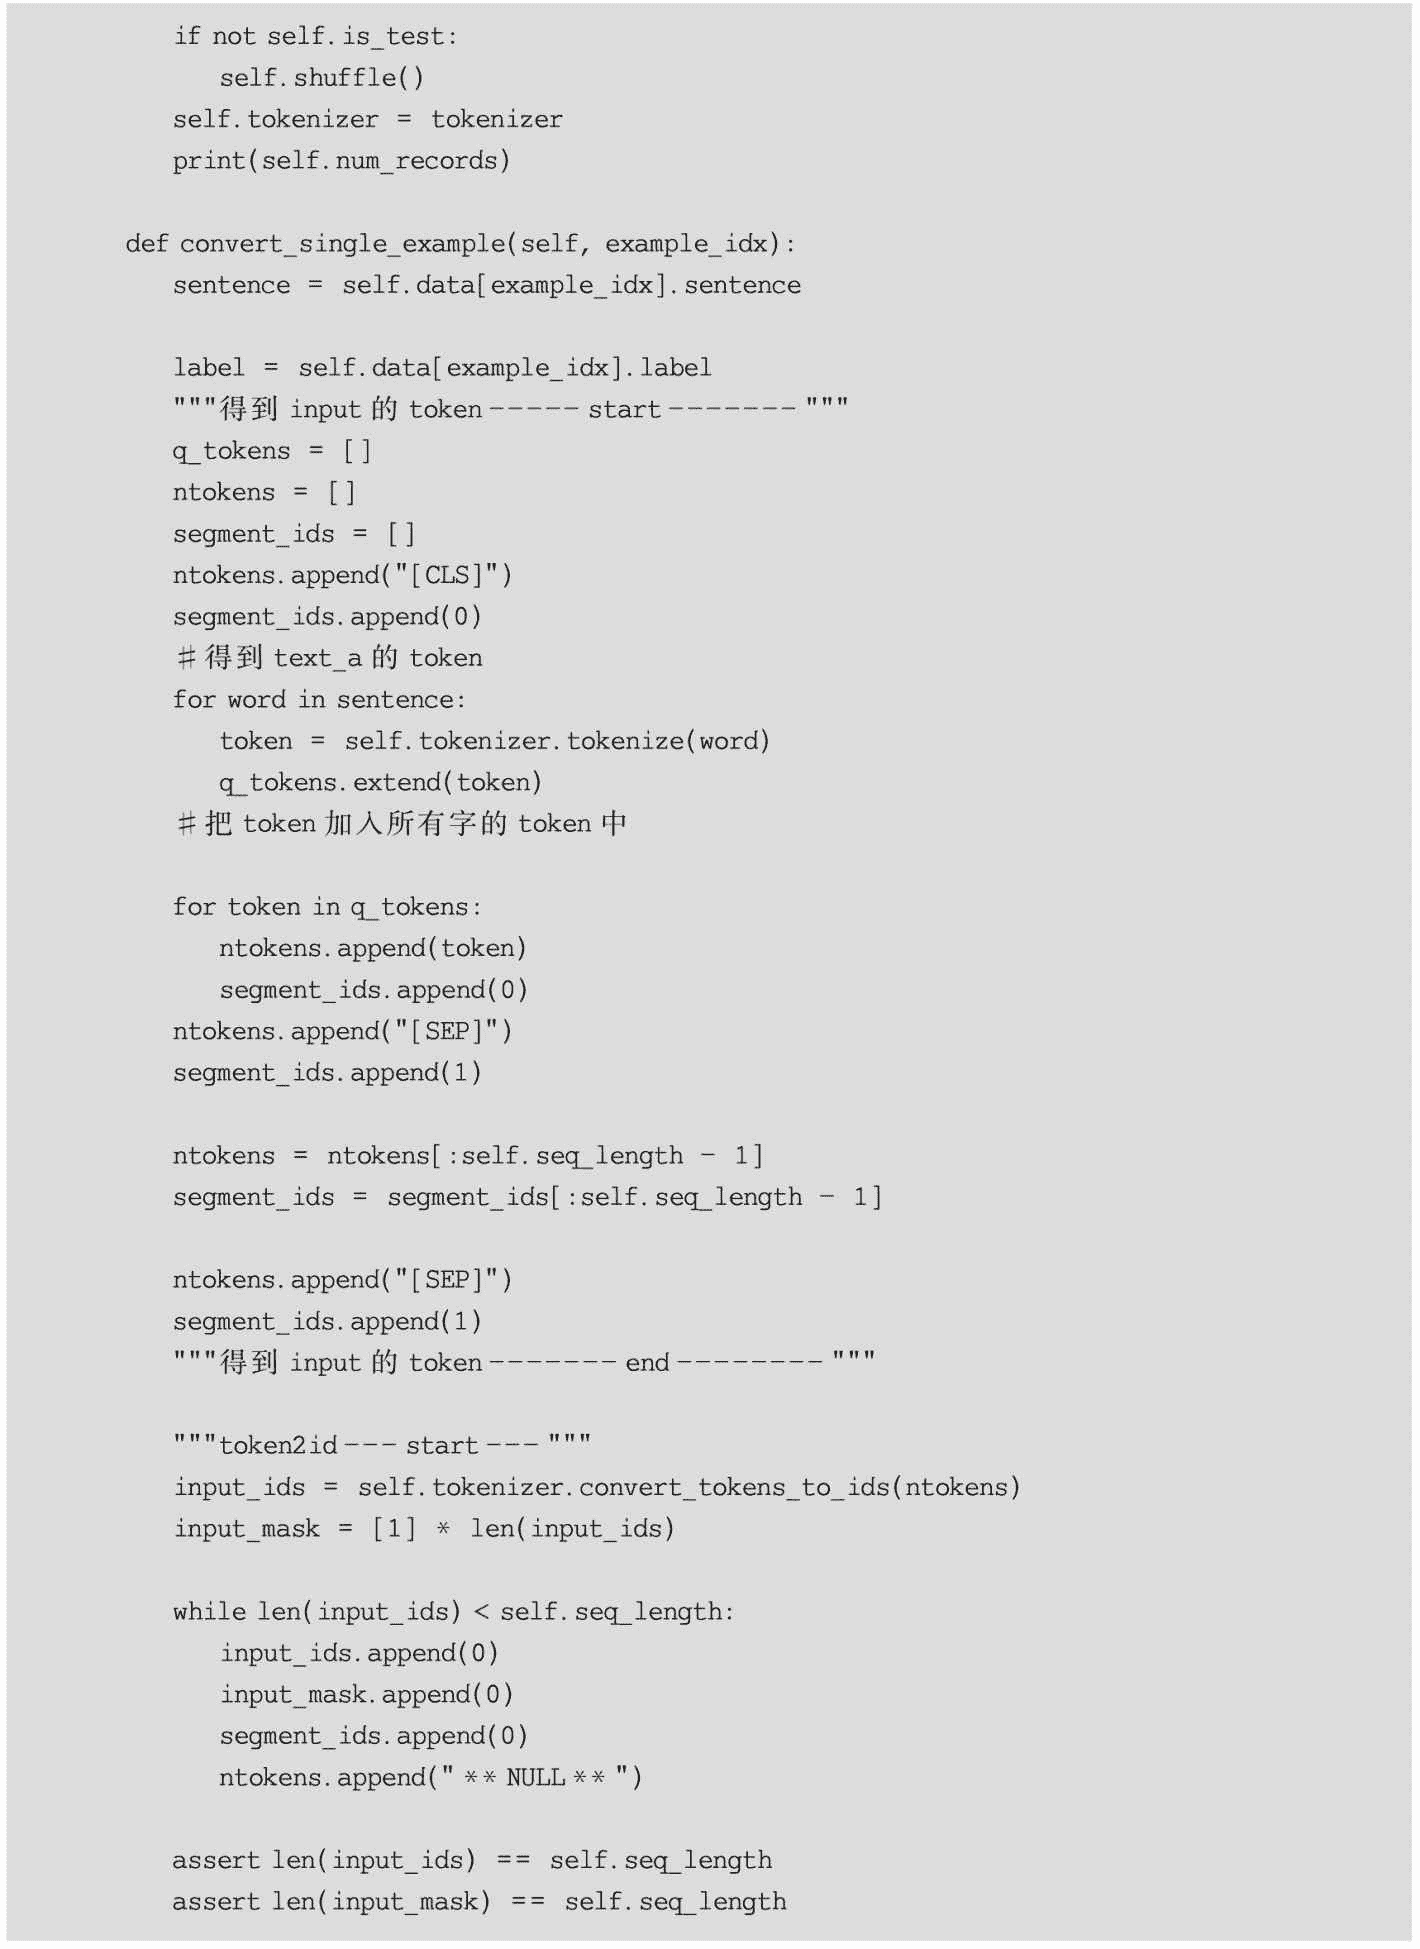 if not self.is_test:
self.shuffle()
self.tokenizer = tokenizer
print(self.num_records)
def convert_single_example(self, example_idx):
sentence = self.data[example_idx].sentence
label = self.data[example_idx].label
"""得到 input 的 token-----start-------"""
q_tokens = []
ntokens = []
segment_ids = []
ntokens.append("[CLS]")
segment_ids.append(0)
#得到 text_a 的 token
for word in sentence:
token = self.tokenizer.tokenize(word)
q_tokens.extend(token)
#把 token 加入所有字的 token 中
for token in q_tokens:
ntokens.append(token)
segment_ids.append(0)
ntokens.append("[SEP]")
segment_ids.append(1)
ntokens = ntokens[:self.seq_length - 1]
segment_ids = segment_ids[:self.seq_length - 1]
ntokens.append("[SEP]")
segment_ids.append(1)
"""得到 input 的 token-------end--------"""
"""token2id---start---"""
input_ids = self.tokenizer.convert_tokens_to_ids(ntokens)
input_mask = [1] * len(input_ids)
while len(input_ids) < self.seq_length:
input_ids.append(0)
input_mask.append(0)
segment_ids.append(0)
ntokens.append("**NULL**")
assert len(input_ids) == self.seq_length
assert len(input_mask) == self.seq_length